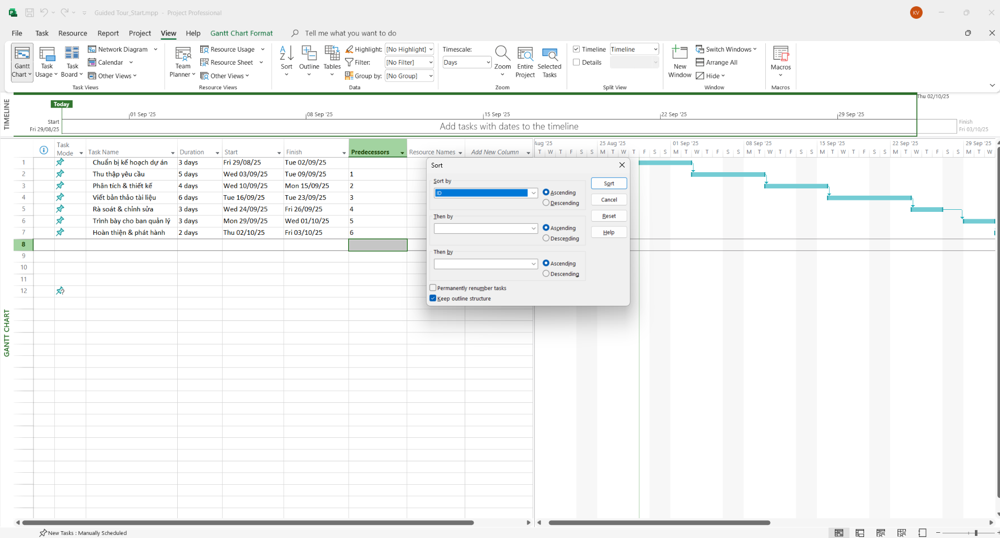 Guided Tour_Start.mpp - Project Professional
KV
File Task Resource Report Project View Help Gantt Chart Format Tell me what you want to do
Gantt Chart
Task Usage
Task Board
Network Diagram
Calendar
Other Views
Task Views
Team Planner
Resource Usage
Resource Sheet
Other Views
Resource Views
Sort
Outline
Tables
Highlight: [No Highlight]
Filter: [No Filter]
Group by: [No Group]
Data
Timescale:
Days
Zoom
Entire Project
Selected Tasks
Zoom
Timeline Timeline
Details
Split View
New Window
Switch Windows
Arrange All
Hide
Window
Macros
Macros
TIMELINE
Today
Thu 02/10/25
01 Sep '25 08 Sep '25 15 Sep '25 22 Sep '25 29 Sep '25
Start
Fri 29/08/25
Add tasks with dates to the timeline
Finish
Fri 03/10/25
GANTT CHART
Task Mode Task Name Duration Start Finish Predecessors Resource Names Add New Column
Aug '25 25 Aug '25 01 Sep '25 08 Sep '25 15 Sep '25 22 Sep '25 29 Sep '25
T W T F S S M T W T F S S M T W T F S S M T W T F S S M T W T F S S M T W T F S S M T W
1 Chuẩn bị kế hoạch dự án 3 days Fri 29/08/25 Tue 02/09/25
2 Thu thập yêu cầu 5 days Wed 03/09/25 Tue 09/09/25 1
3 Phân tích & thiết kế 4 days Wed 10/09/25 Mon 15/09/25 2
4 Viết bản thảo tài liệu 6 days Tue 16/09/25 Tue 23/09/25 3
5 Rà soát & chỉnh sửa 3 days Wed 24/09/25 Fri 26/09/25 4
6 Trình bày cho ban quản lý 3 days Mon 29/09/25 Wed 01/10/25 5
7 Hoàn thiện & phát hành 2 days Thu 02/10/25 Fri 03/10/25 6
8
9
10
11
12 ?
Sort
Sort by
ID
Ascending
Descending
Then by
Ascending
Descending
Then by
Ascending
Descending
Permanently renumber tasks
Keep outline structure
Sort
Cancel
Reset
Help
New Tasks : Manually Scheduled